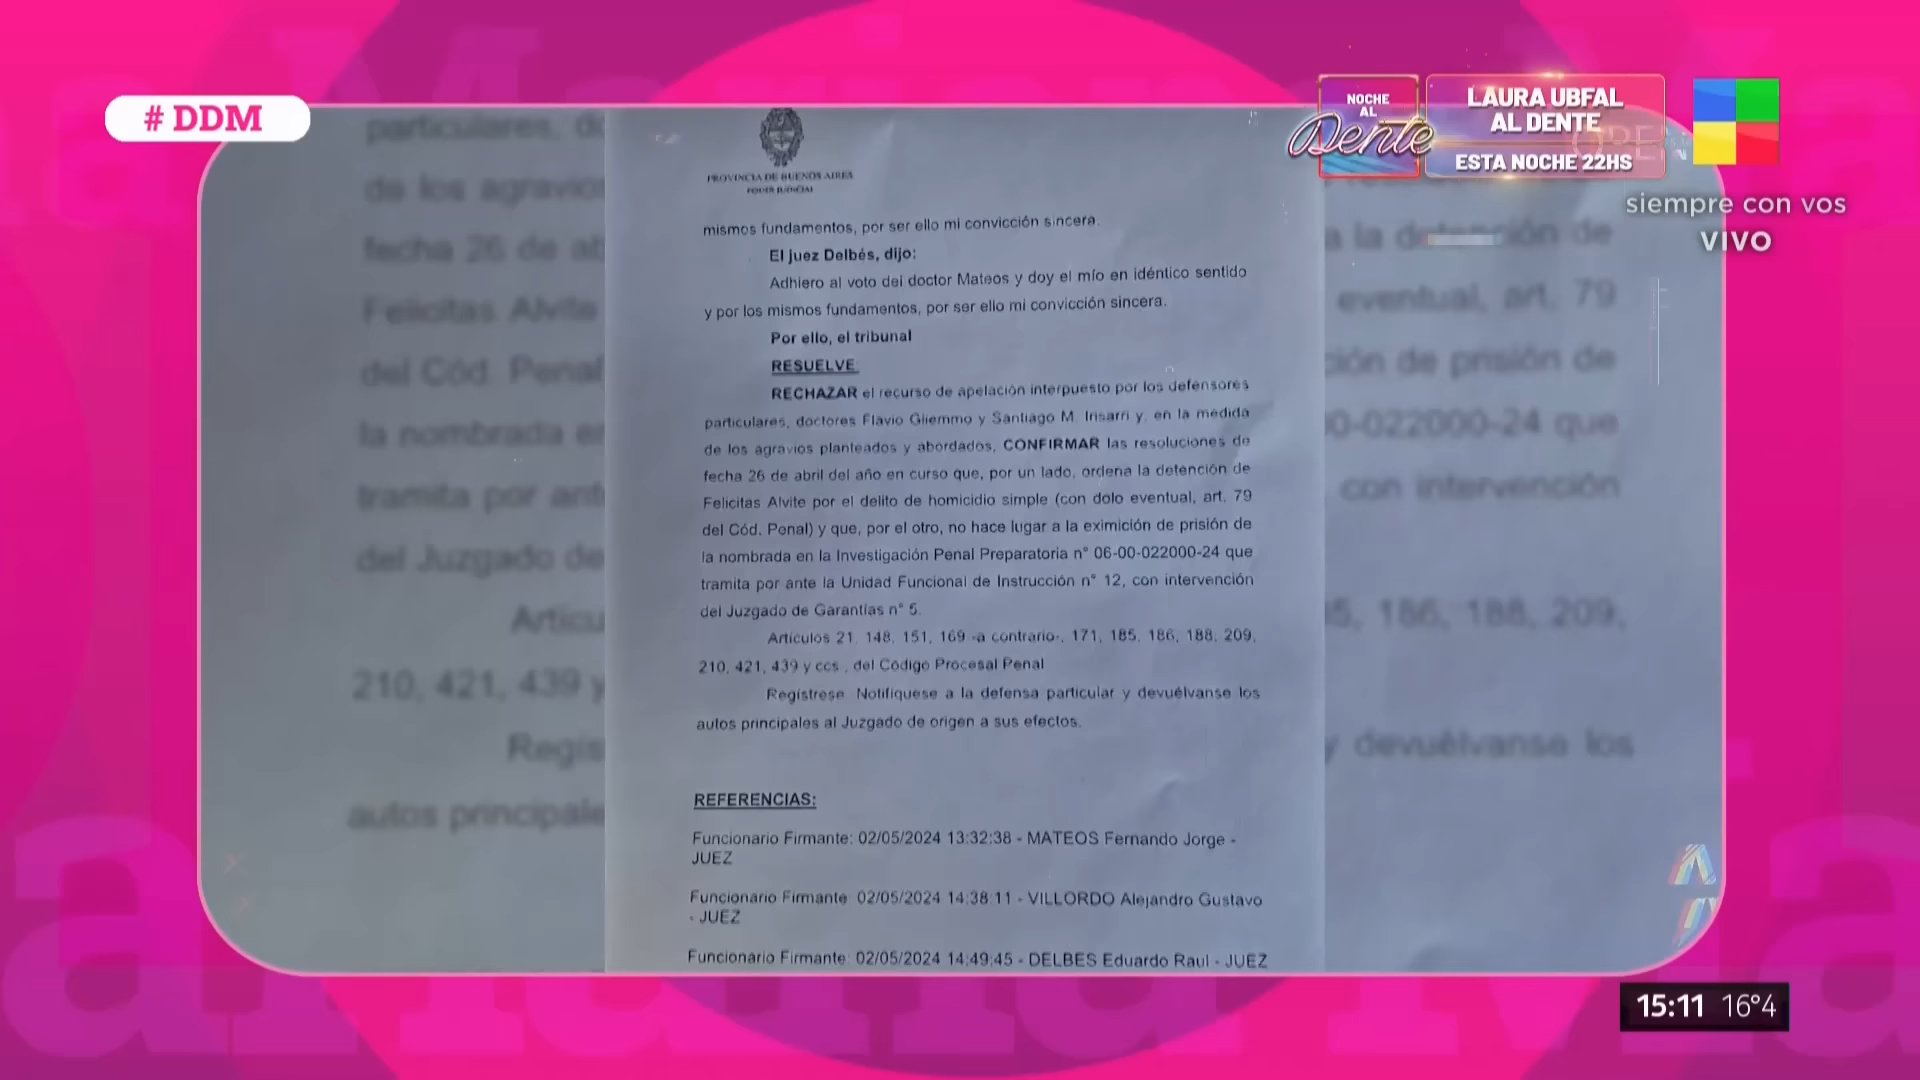 # DDM
NOCHE
AL
Dente
LAURA UBFAL
AL DENTE
ESTA NOCHE 22HS
siempre con vos
VIVO
PROVINCIA DE BUENOS AIRES
PODER JUDICIAL
mismos fundamentos, por ser ello mi convicción sincera.
El juez Delbés, dijo:
Adhiero al voto del doctor Mateos y doy el mío en idéntico sentido
y por los mismos fundamentos, por ser ello mi convicción sincera.
Por ello, el tribunal
RESUELVE:
RECHAZAR el recurso de apelación interpuesto por los defensores
particulares, doctores Flavio Gliemmo y Santiago M. Irisarri y, en la medida
de los agravios planteados y abordados, CONFIRMAR las resoluciones de
fecha 26 de abril del año en curso que, por un lado, ordena la detención de
Felicitas Alvite por el delito de homicidio simple (con dolo eventual, art. 79
del Cód. Penal) y que, por el otro, no hace lugar a la eximición de prisión de
la nombrada en la Investigación Penal Preparatoria n° 06-00-022000-24 que
tramita por ante la Unidad Funcional de Instrucción n° 12, con intervención
del Juzgado de Garantías n° 5.
Artículos 21, 148, 151, 169 -a contrario-, 171, 185, 186, 188, 209,
210, 421, 439 y ccs., del Código Procesal Penal
Regístrese. Notifíquese a la defensa particular y devuélvanse los
autos principales al Juzgado de origen a sus efectos.
REFERENCIAS:
Funcionario Firmante: 02/05/2024 13:32:38 - MATEOS Fernando Jorge -
JUEZ
Funcionario Firmante: 02/05/2024 14:38:11 - VILLORDO Alejandro Gustavo
- JUEZ
Funcionario Firmante: 02/05/2024 14:49:45 - DELBES Eduardo Raul - JUEZ
15:11 16°4